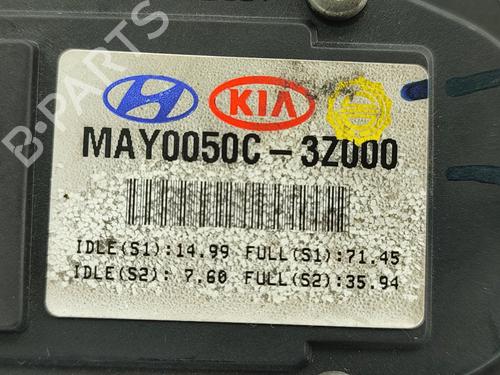 B-PARTS
KIA
MAY0050C-3Z000
IDLE(S1):14.99 FULL(S1):71.45
IDLE(S2): 7.60 FULL(S2):35.94